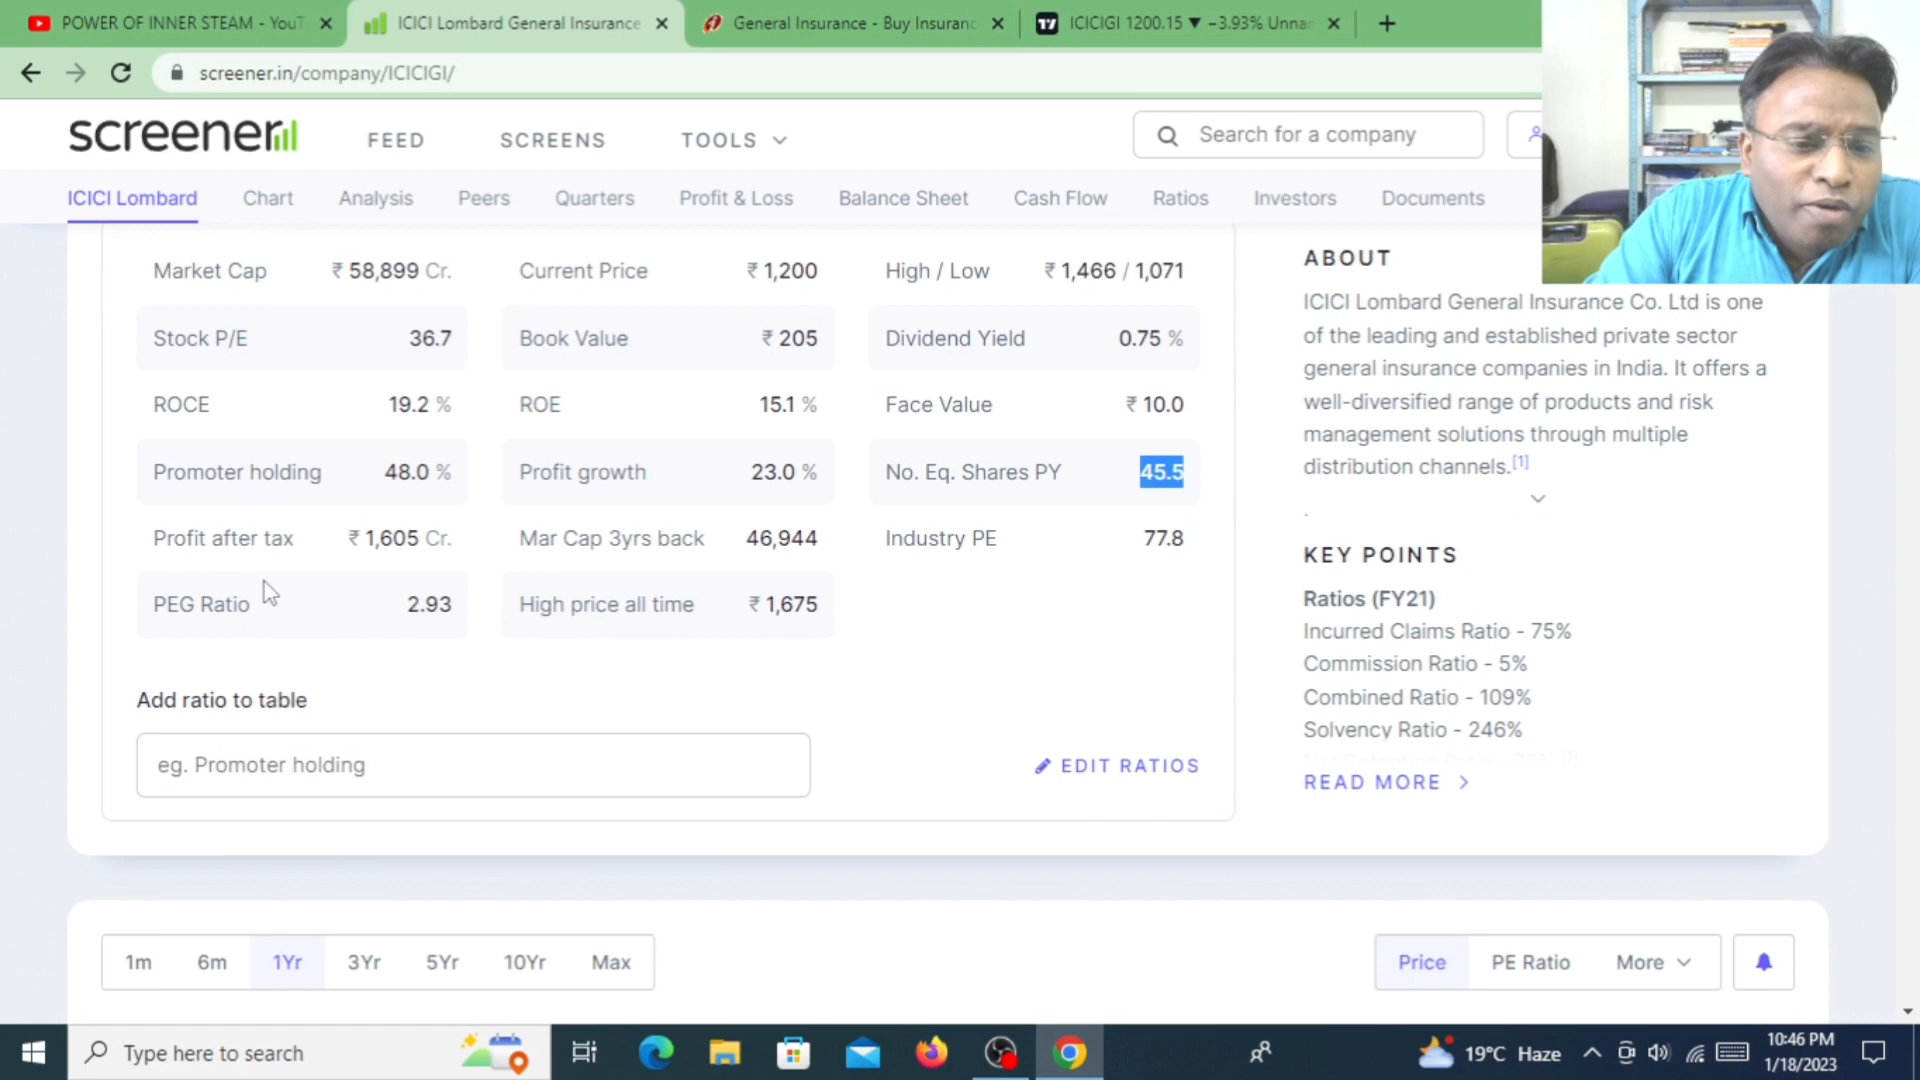 POWER OF INNER STEAM - YouT
ICICI Lombard General Insurance
General Insurance - Buy Insuranc
ICICIGI 1200.15 ▼ −3.93% Unnar
screener.in/company/ICICIGI/
screener
FEED
SCREENS
TOOLS
Search for a company
ICICI Lombard
Chart
Analysis
Peers
Quarters
Profit & Loss
Balance Sheet
Cash Flow
Ratios
Investors
Documents
Market Cap ₹ 58,899 Cr.
Current Price ₹ 1,200
High / Low ₹ 1,466 / 1,071
Stock P/E 36.7
Book Value ₹ 205
Dividend Yield 0.75 %
ROCE 19.2 %
ROE 15.1 %
Face Value ₹ 10.0
Promoter holding 48.0 %
Profit growth 23.0 %
No. Eq. Shares PY 45.5
Profit after tax ₹ 1,605 Cr.
Mar Cap 3yrs back 46,944
Industry PE 77.8
PEG Ratio 2.93
High price all time ₹ 1,675
Add ratio to table
eg. Promoter holding
EDIT RATIOS
ABOUT
ICICI Lombard General Insurance Co. Ltd is one
of the leading and established private sector
general insurance companies in India. It offers a
well-diversified range of products and risk
management solutions through multiple
distribution channels.[1]
.
KEY POINTS
Ratios (FY21)
Incurred Claims Ratio - 75%
Commission Ratio - 5%
Combined Ratio - 109%
Solvency Ratio - 246%
READ MORE
1m
6m
1Yr
3Yr
5Yr
10Yr
Max
Price
PE Ratio
More
Type here to search
19°C Haze
10:46 PM
1/18/2023